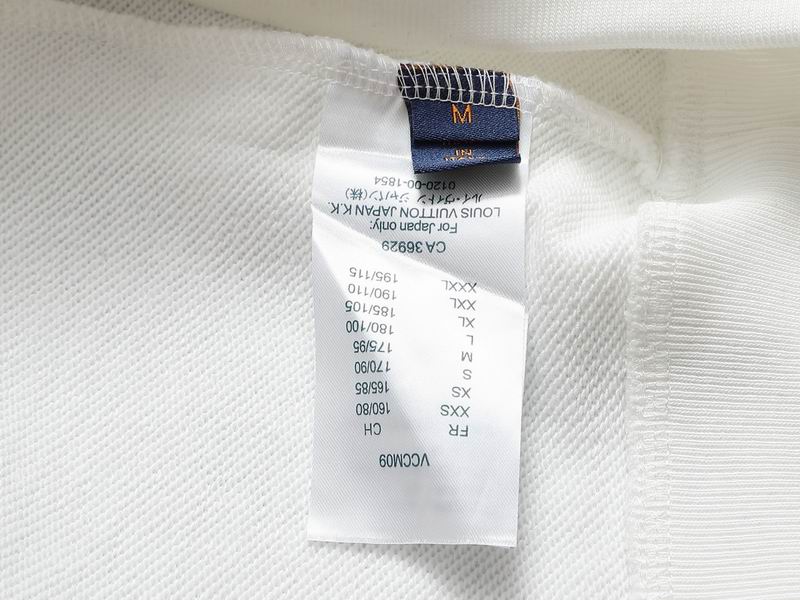 M
VCCM09
FR CH
XXS 160/80
XS 165/85
S 170/90
M 175/95
L 180/100
XL 185/105
XXL 190/110
XXXL 195/115
CA 36929
For Japan only:
LOUIS VUITTON JAPAN K.K.
ルイ・ヴィトン ジャパン(株)
0120-00-1854